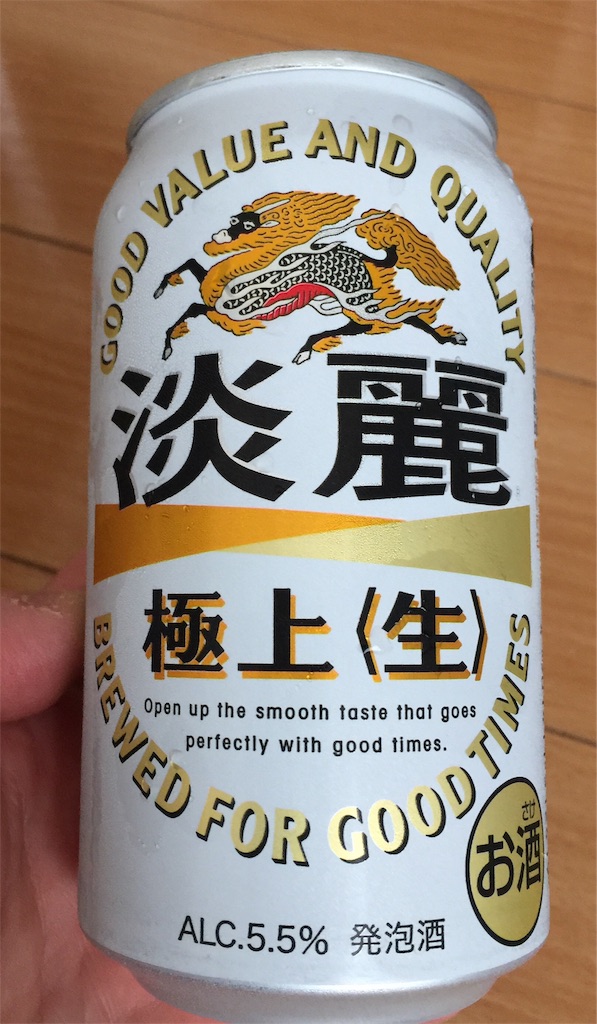 GOOD VALUE AND QUALITY
淡麗
極上〈生〉
Open up the smooth taste that goes
perfectly with good times.
BREWED FOR GOOD TIMES
さけ
お酒
ALC.5.5% 発泡酒